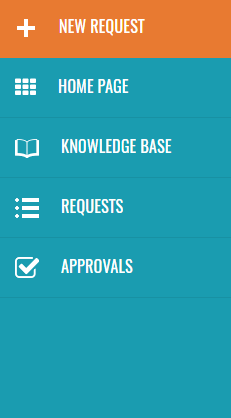 NEW REQUEST
HOME PAGE
KNOWLEDGE BASE
REQUESTS
APPROVALS